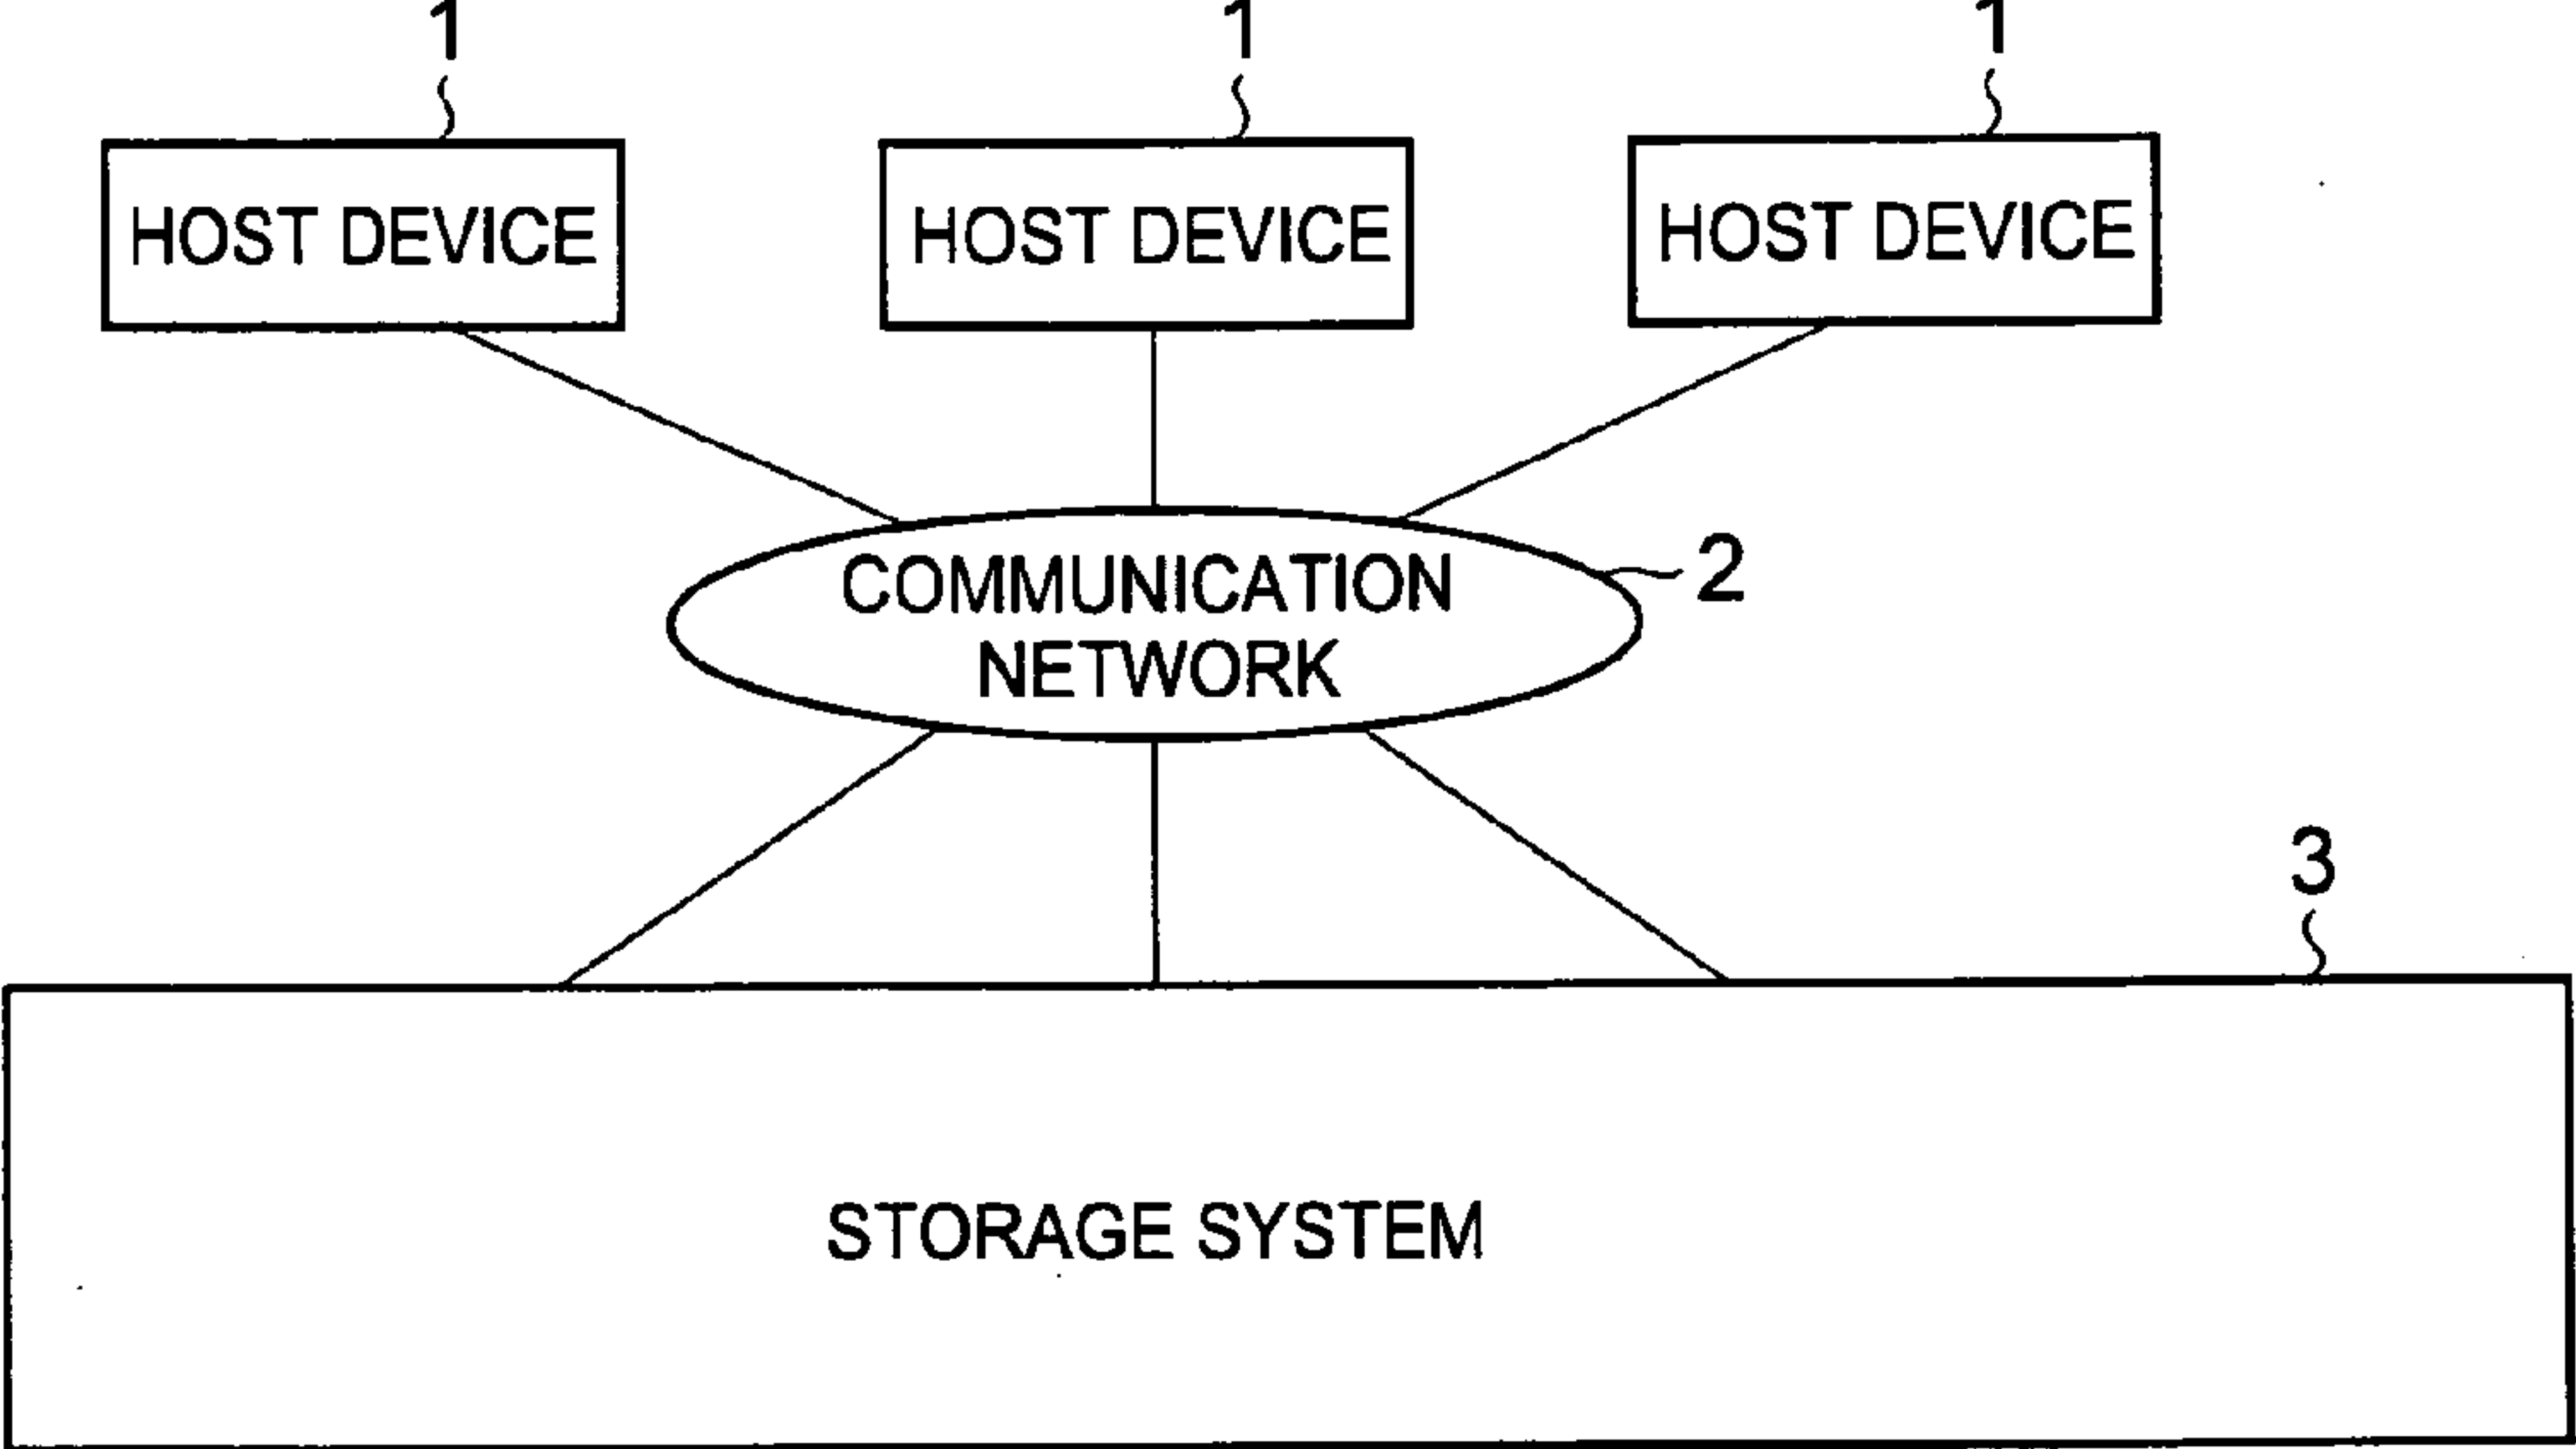 1 1 1
HOST DEVICE HOST DEVICE HOST DEVICE
COMMUNICATION 2
NETWORK
3
STORAGE SYSTEM